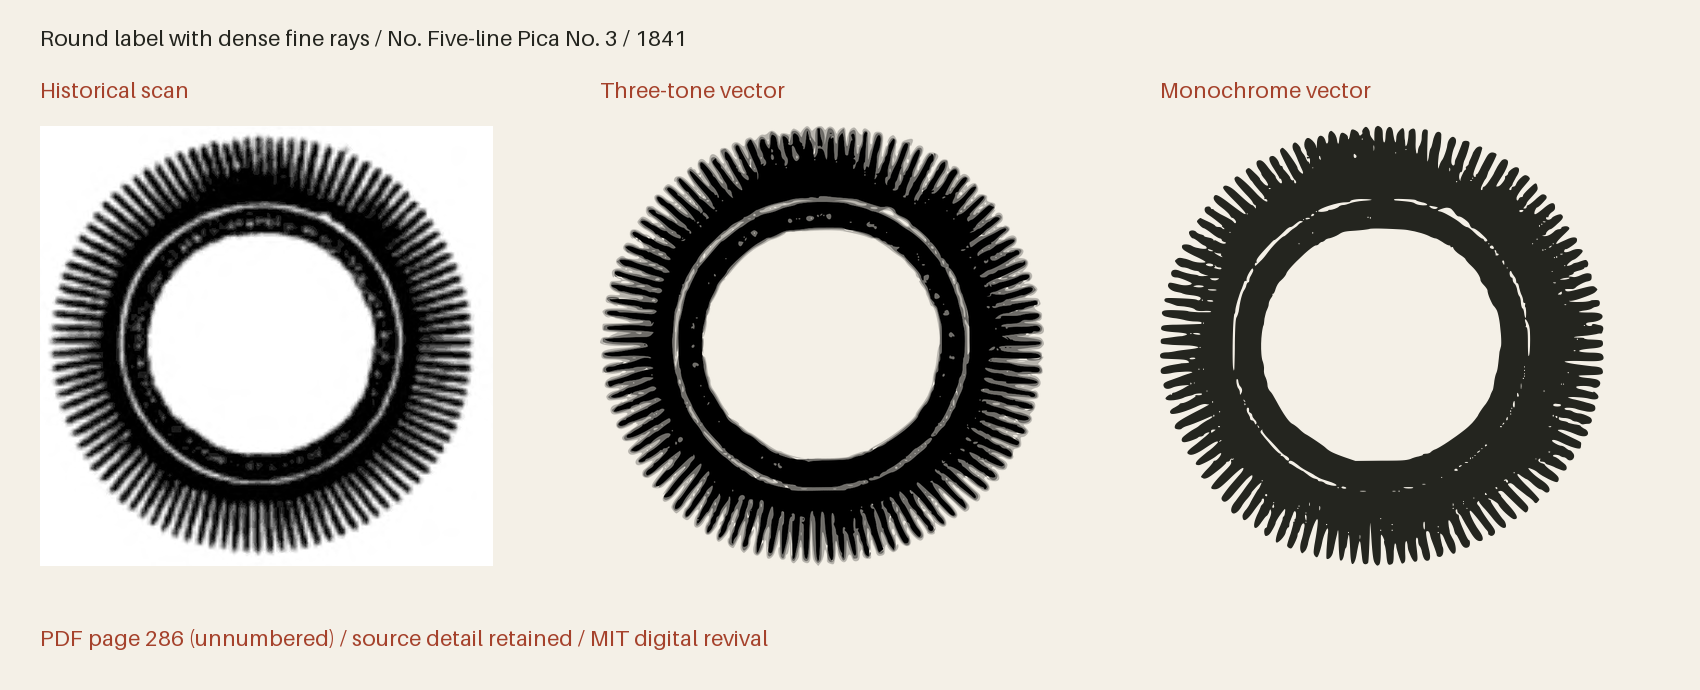 Round label with dense fine rays / No. Five-line Pica No. 3 / 1841
Historical scan
Three-tone vector
Monochrome vector
PDF page 286 (unnumbered) / source detail retained / MIT digital revival